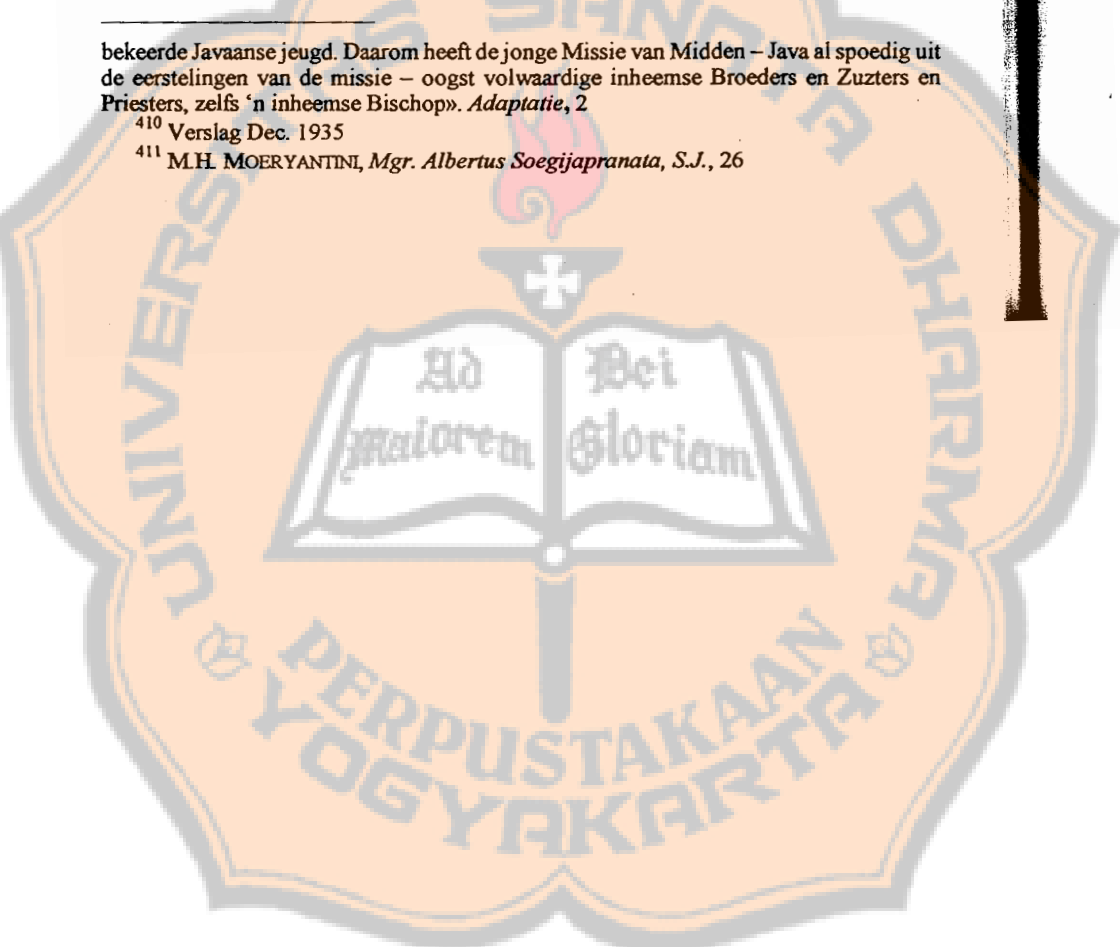 bekeerde Javaanse jeugd. Daarom heeft de jonge Missie van Midden – Java al spoedig uit
de eerstelingen van de missie – oogst volwaardige inheemse Broeders en Zuzters en
Priesters, zelfs ‘n inheemse Bischop». Adaptatie, 2
410 Verslag Dec. 1935
411 M.H. MOERYANTINI, Mgr. Albertus Soegijapranata, S.J., 26
UNIVERSITAS SANATA DHARMA
Ad Dei
maiorem Gloriam
PERPUSTAKAAN
YOGYAKARTA